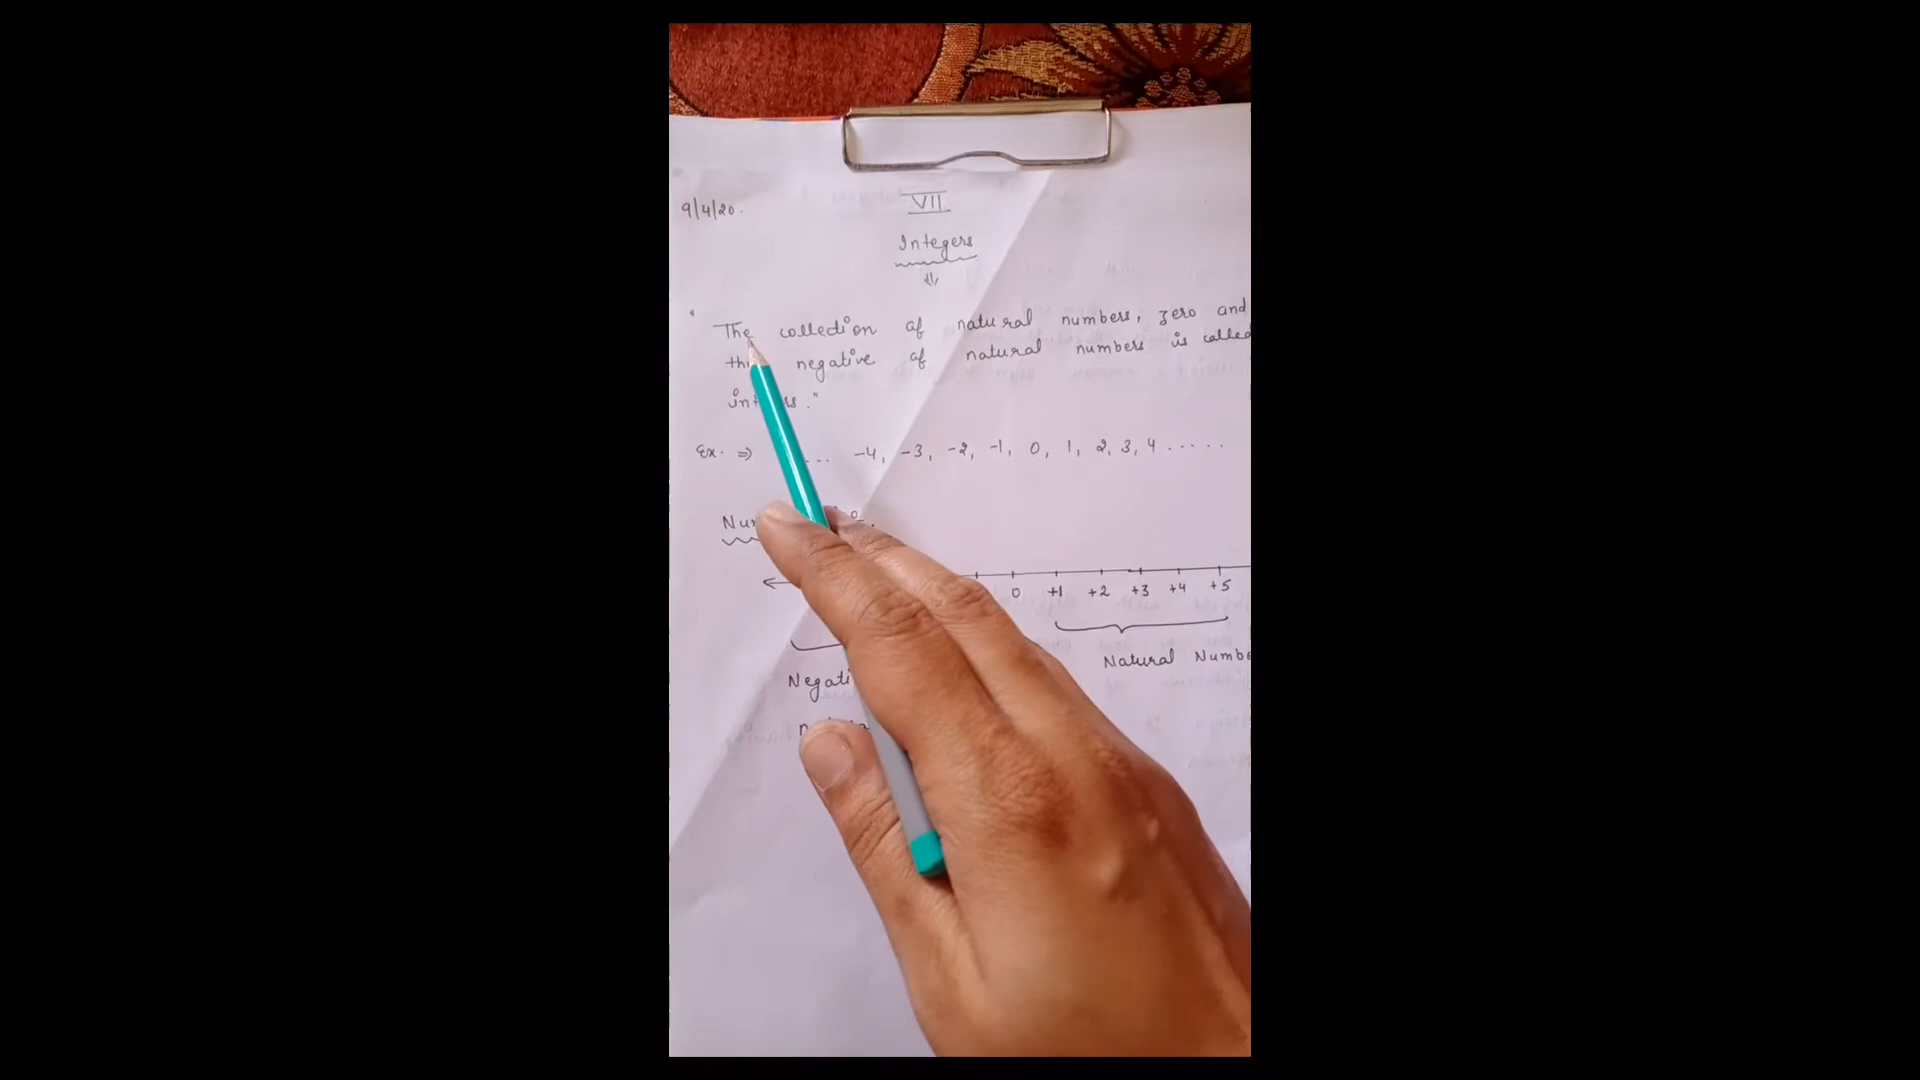 9/4/20.
VII
Integers
" The collection of natural numbers, zero and
negative of natural numbers is called
."
Ex. ⇒ ... -4, -3, -2, -1, 0, 1, 2, 3, 4 ......
0 +1 +2 +3 +4 +5
Natural